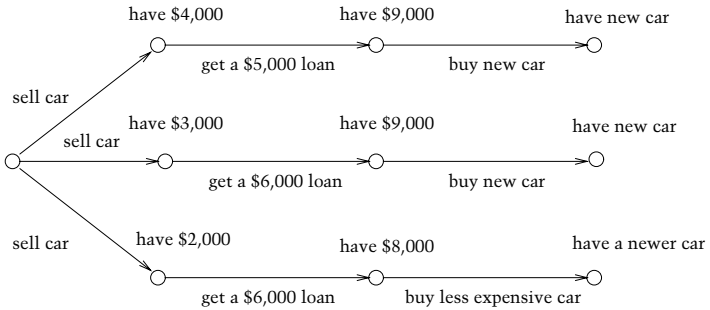 have $4,000
have $9,000
have new car
get a $5,000 loan
buy new car
sell car
have $3,000
have $9,000
have new car
sell car
get a $6,000 loan
buy new car
sell car
have $2,000
have $8,000
have a newer car
get a $6,000 loan
buy less expensive car